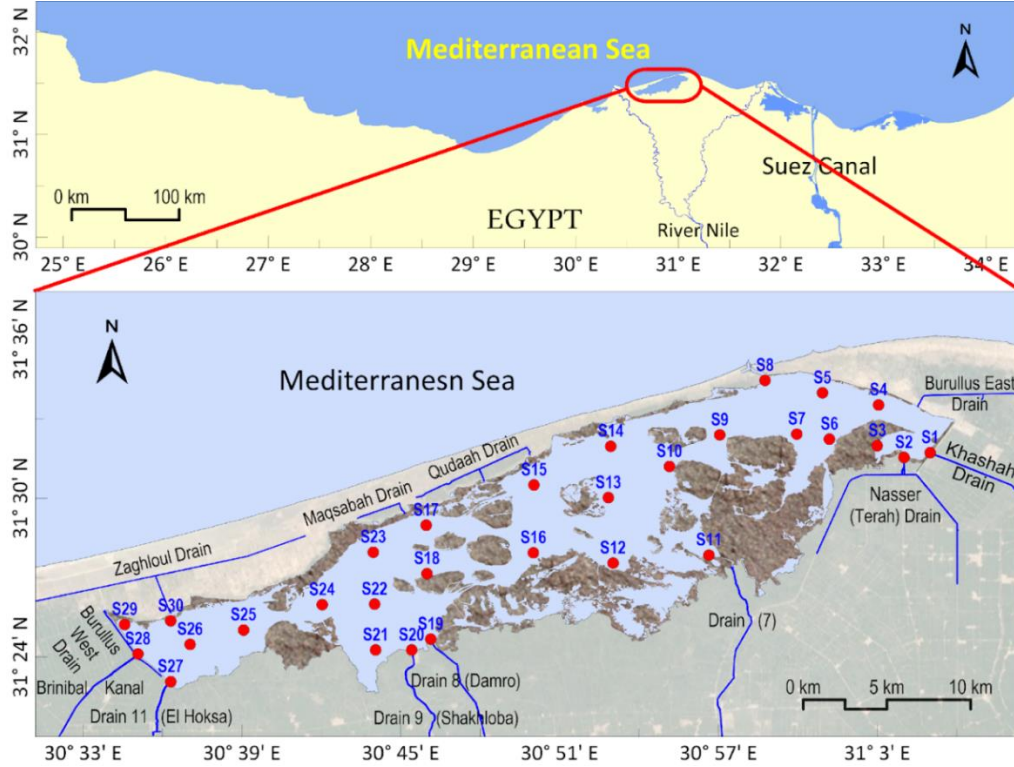 32° N
31° N
30° N
Mediterranean Sea
N
0 km 100 km
EGYPT
Suez Canal
River Nile
25° E 26° E 27° E 28° E 29° E 30° E 31° E 32° E 33° E 34° E
31° 36' N
31° 30' N
31° 24' N
N
Mediterranesn Sea
S8
S5
S4
Burullus East
Drain
S9
S7
S6
S3
S2
S1
Khashah
Drain
S14
S10
Qudaah Drain
S15
S13
Nasser
(Terah) Drain
Maqsabah Drain
S17
S23
S16
S12
S11
Zaghloul Drain
S18
S24
S22
S29
S30
S25
S26
S28
Burullus
West
Drain
S19
S21
S20
Drain (7)
S27
Brinibal Kanal
Drain 8 (Damro)
Drain 11 (El Hoksa)
Drain 9 (Shakhloba)
0 km 5 km 10 km
30° 33' E 30° 39' E 30° 45' E 30° 51' E 30° 57' E 31° 3' E